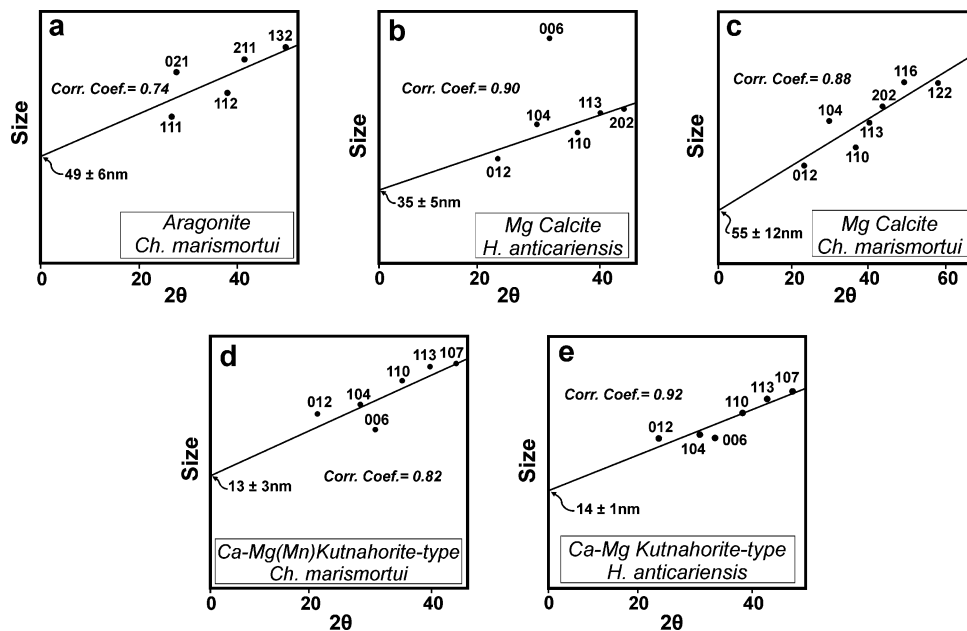 a
132
211
021
Corr. Coef.= 0.74
112
111
Size
49 ± 6nm
Aragonite
Ch. marismortui
0
20
40
2θ
b
006
Corr. Coef.= 0.90
104
113
202
110
012
Size
35 ± 5nm
Mg Calcite
H. anticariensis
0
20
40
2θ
c
116
Corr. Coef.= 0.88
122
202
104
113
110
012
Size
55 ± 12nm
Mg Calcite
Ch. marismortui
0
20
40
60
2θ
d
113
107
110
104
012
006
Size
Corr. Coef.= 0.82
13 ± 3nm
Ca-Mg(Mn)Kutnahorite-type
Ch. marismortui
0
20
40
2θ
e
107
Corr. Coef.= 0.92
113
110
012
104
006
Size
14 ± 1nm
Ca-Mg Kutnahorite-type
H. anticariensis
0
20
40
2θ